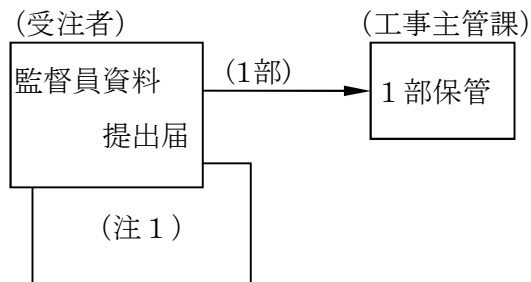 (受注者)
(工事主管課)
監督員資料
提出届
(1部)
１部保管
(注１)